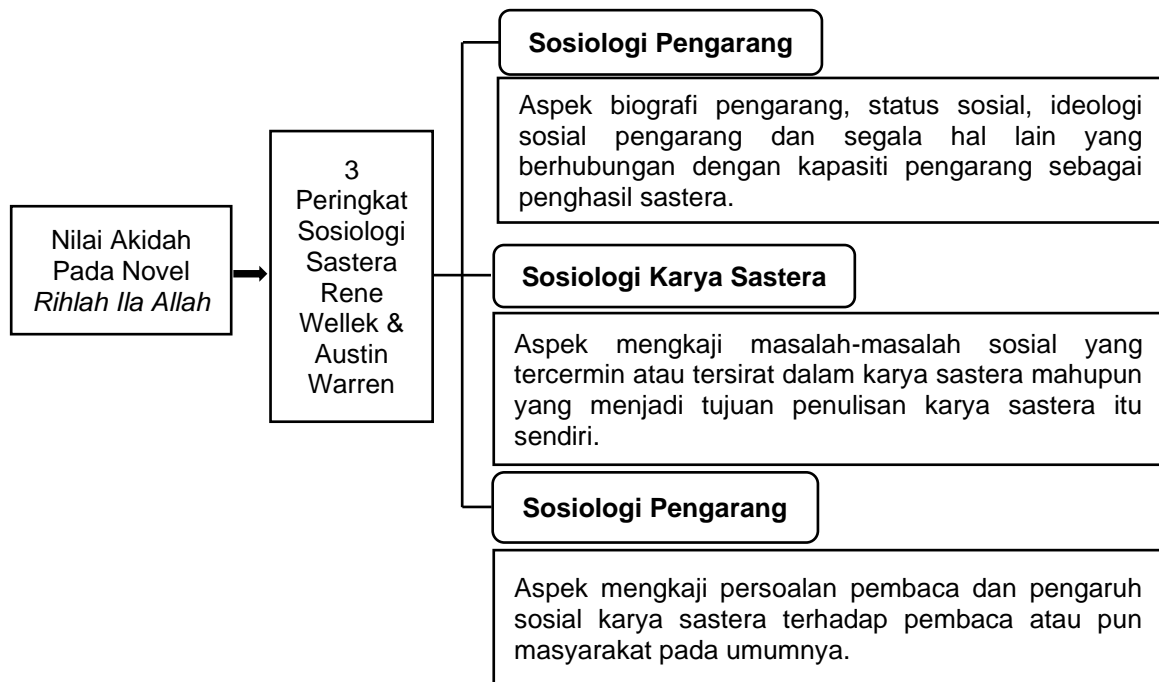 Nilai Akidah
Pada Novel
Rihlah Ila Allah
3
Peringkat
Sosiologi
Sastera
Rene
Wellek &
Austin
Warren
Sosiologi Pengarang
Aspek biografi pengarang, status sosial, ideologi
sosial pengarang dan segala hal lain yang
berhubungan dengan kapasiti pengarang sebagai
penghasil sastera.
Sosiologi Karya Sastera
Aspek mengkaji masalah-masalah sosial yang
tercermin atau tersirat dalam karya sastera mahupun
yang menjadi tujuan penulisan karya sastera itu
sendiri.
Sosiologi Pengarang
Aspek mengkaji persoalan pembaca dan pengaruh
sosial karya sastera terhadap pembaca atau pun
masyarakat pada umumnya.